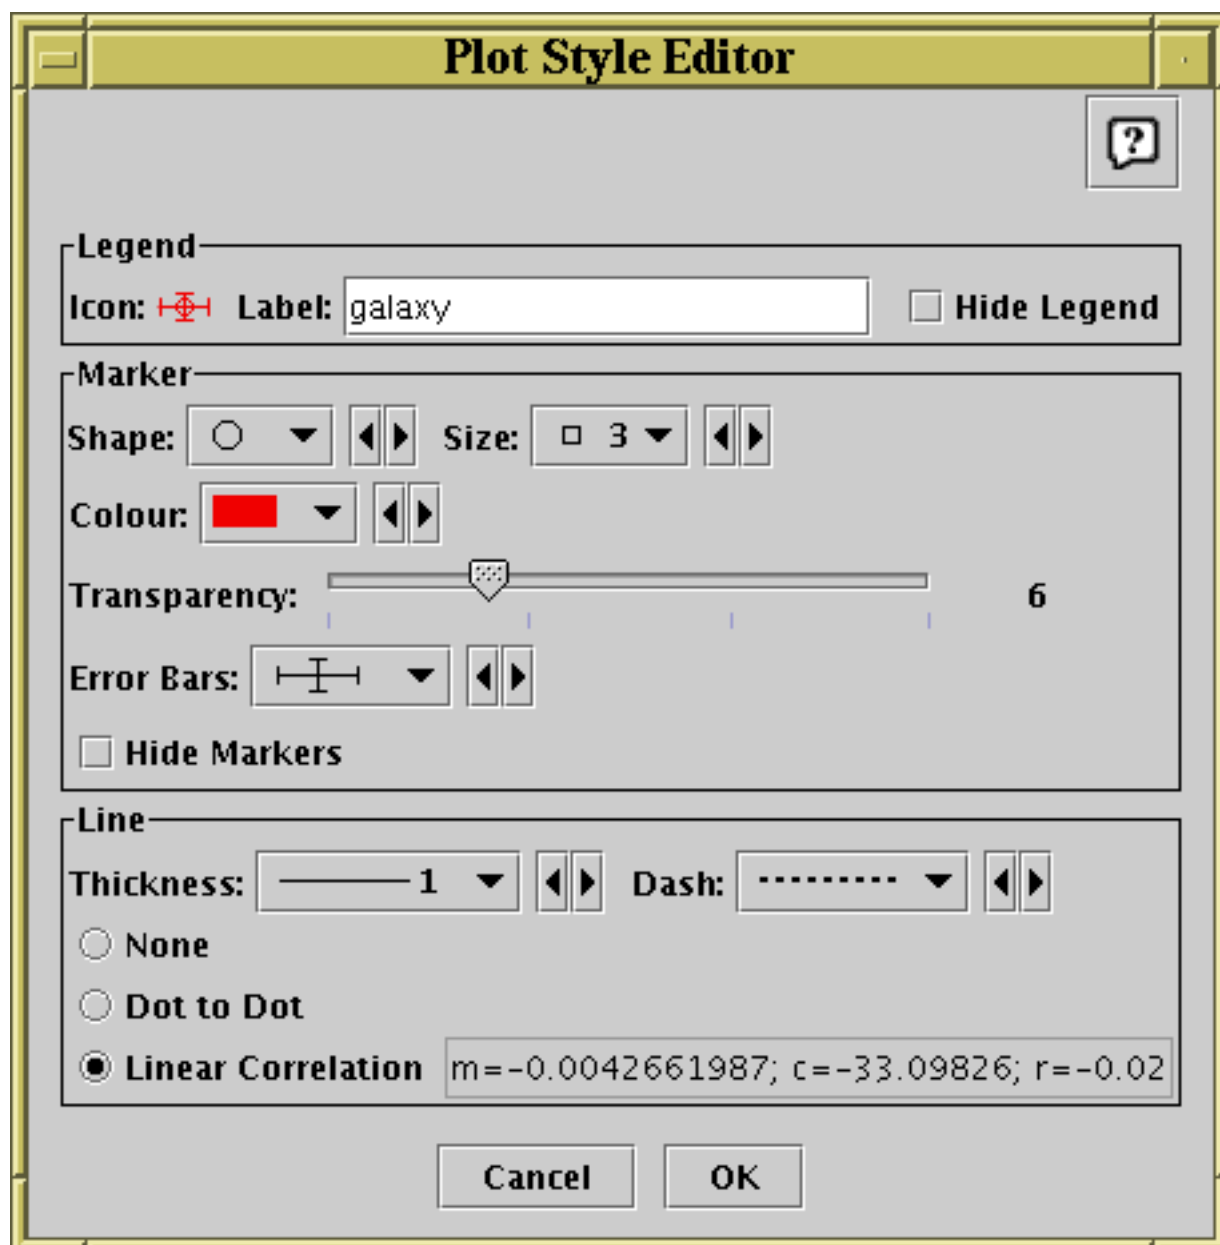 Plot Style Editor
?
Legend
Icon: Label: galaxy Hide Legend
Marker
Shape: Size: 3
Colour:
Transparency: 6
Error Bars:
Hide Markers
Line
Thickness: 1 Dash:
None
Dot to Dot
Linear Correlation m=-0.0042661987; c=-33.09826; r=-0.02
Cancel OK